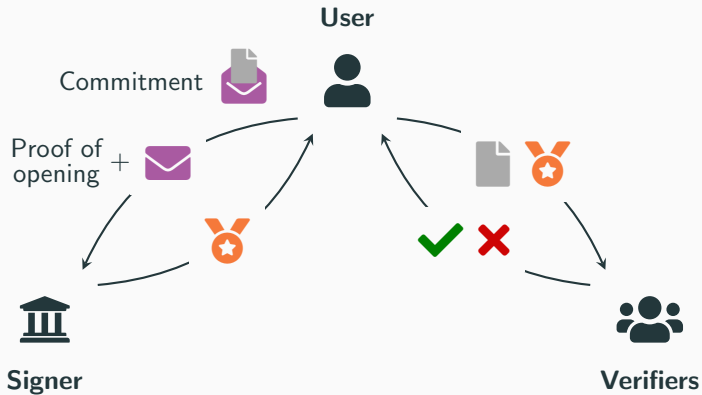 User
Commitment
Proof of
opening +
Signer
Verifiers